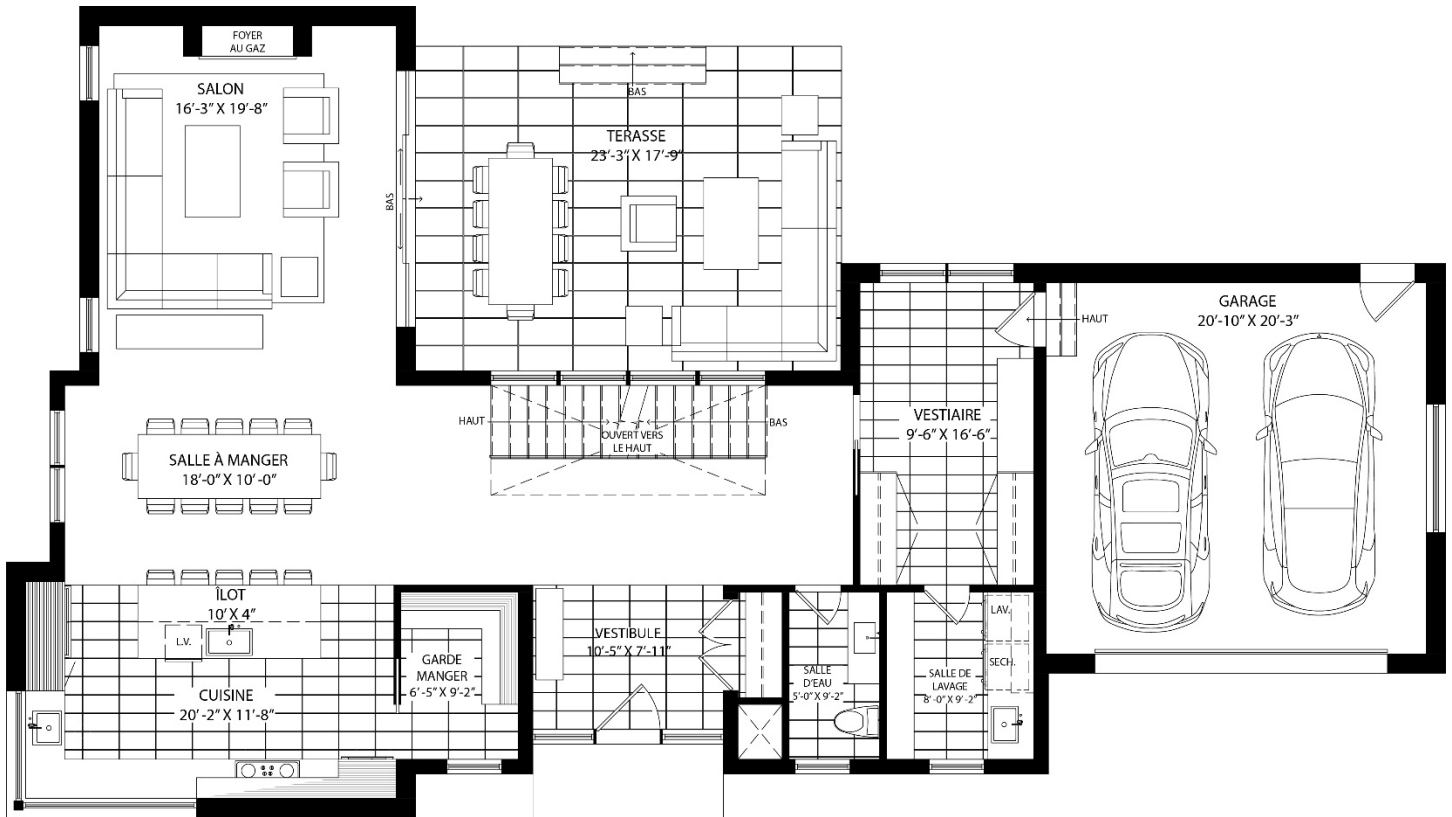 FOYER
AU GAZ
SALON
16'-3" X 19'-8"
BAS
TERASSE
23'-3" X 17'-9"
BAS
GARAGE
20'-10" X 20'-3"
HAUT
VESTIAIRE
9'-6" X 16'-6"
HAUT
OUVERT VERS
LE HAUT
BAS
SALLE À MANGER
18'-0" X 10'-0"
ÎLOT
10' X 4"
L.V.
CUISINE
20'-2" X 11'-8"
GARDE
MANGER
6'-5" X 9'-2"
VESTIBULE
10'-5" X 7'-11"
SALLE
D'EAU
5'-0" X 9'-2"
SALLE DE
LAVAGE
8'-0" X 9'-2"
LAV.
SECH.